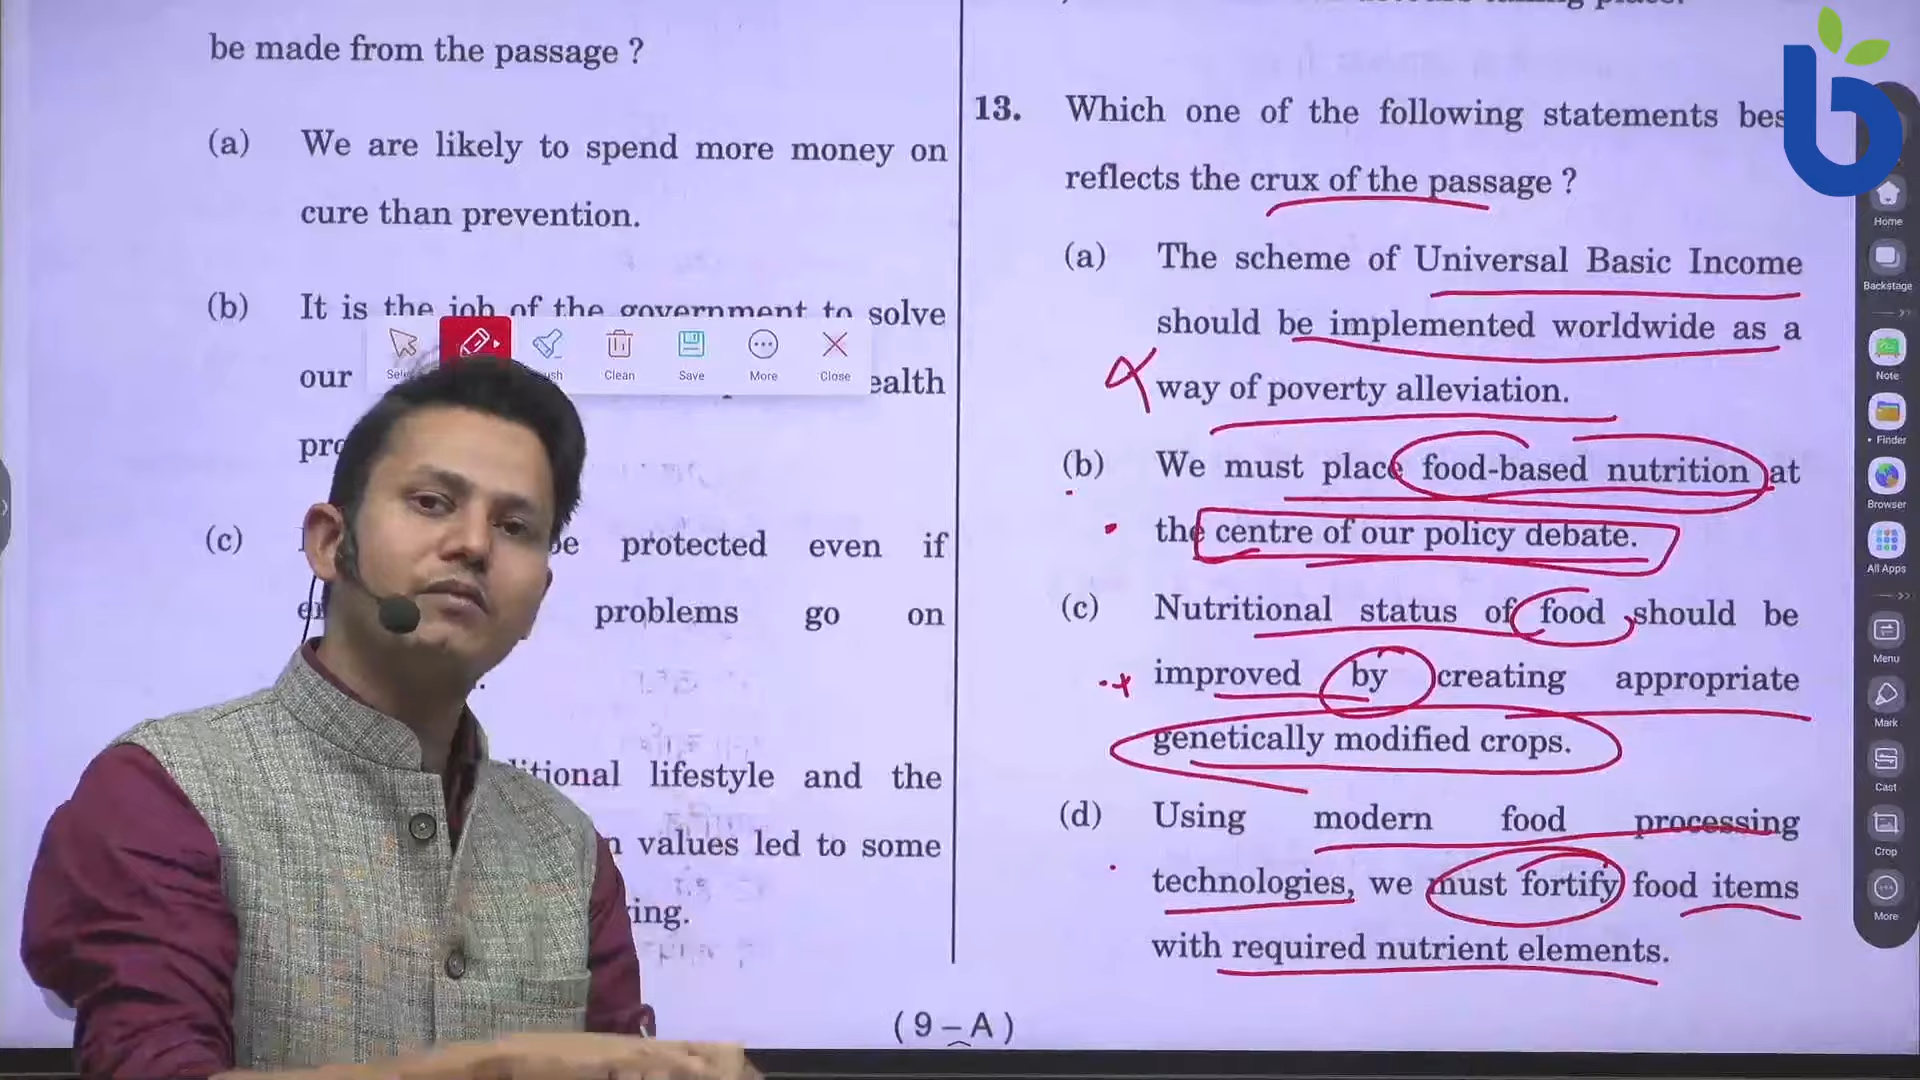 be made from the passage ?
(a) We are likely to spend more money on
cure than prevention.
(b) It is the job of the government to solve
our
ealth
(c) be protected even if
problems go on
itional lifestyle and the
values led to some
ing.
13. Which one of the following statements bes
reflects the crux of the passage ?
(a) The scheme of Universal Basic Income
should be implemented worldwide as a
way of poverty alleviation.
(b) We must place food-based nutrition at
the centre of our policy debate.
(c) Nutritional status of food should be
improved by creating appropriate
genetically modified crops.
(d) Using modern food processing
technologies, we must fortify food items
with required nutrient elements.
( 9 – A )
Clean
Save
More
Close
b
Home
Backstage
Note
• Finder
Browser
All Apps
Menu
Mark
Cast
Crop
More